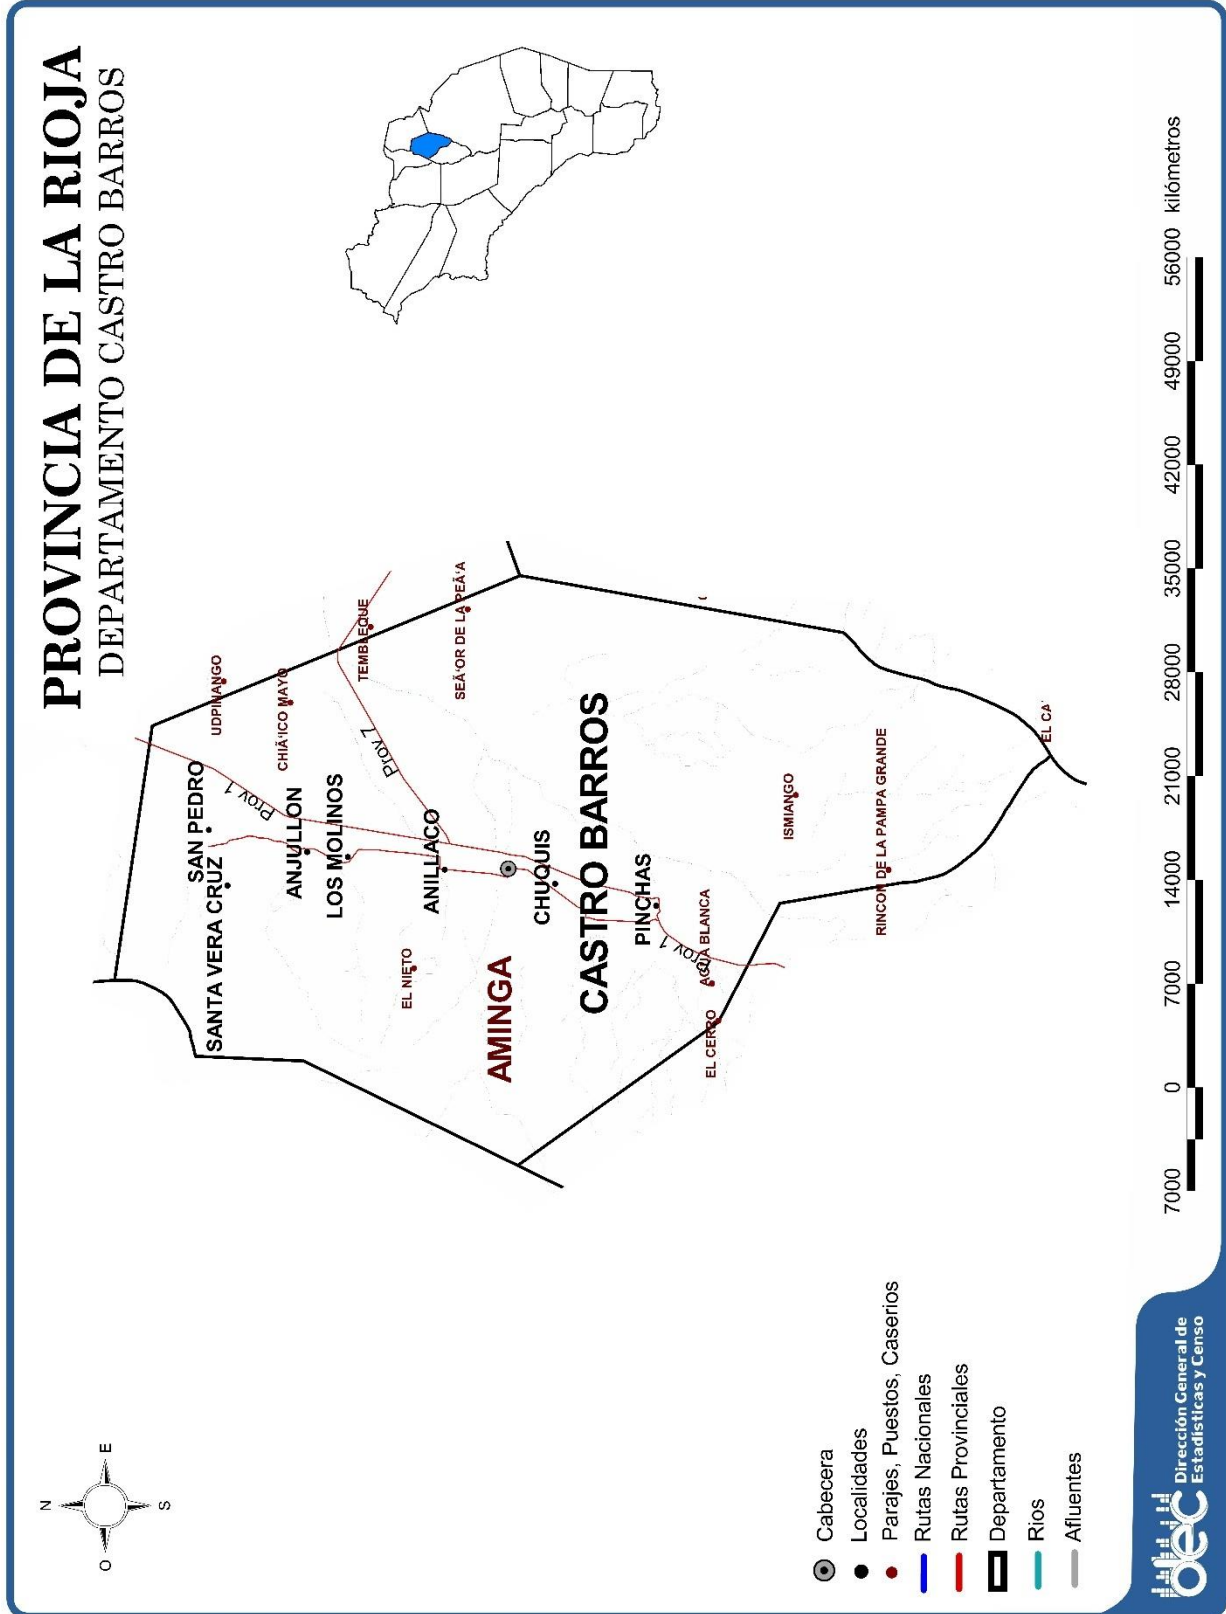 PROVINCIA DE LA RIOJA
DEPARTAMENTO CASTRO BARROS
N
O
E
S
UDPINANGO
SAN PEDRO
Prov 1
SANTA VERA CRUZ
CHIÃ‘ICO MAYO
ANJULLON
LOS MOLINOS
TEMBLEQUE
Prov 7
EL NIETO
ANILLACO
SEÃ‘OR DE LA PEÃ‘A
AMINGA
CHUQUIS
CASTRO BARROS
PINCHAS
Prov 1
AGUA BLANCA
EL CERRO
ISMIANGO
RINCON DE LA PAMPA GRANDE
EL CA
Cabecera
Localidades
Parajes, Puestos, Caserios
Rutas Nacionales
Rutas Provinciales
Departamento
Rios
Afluentes
7000 0 7000 14000 21000 28000 35000 42000 49000 56000 kilómetros
Dirección General de
Estadísticas y Censo